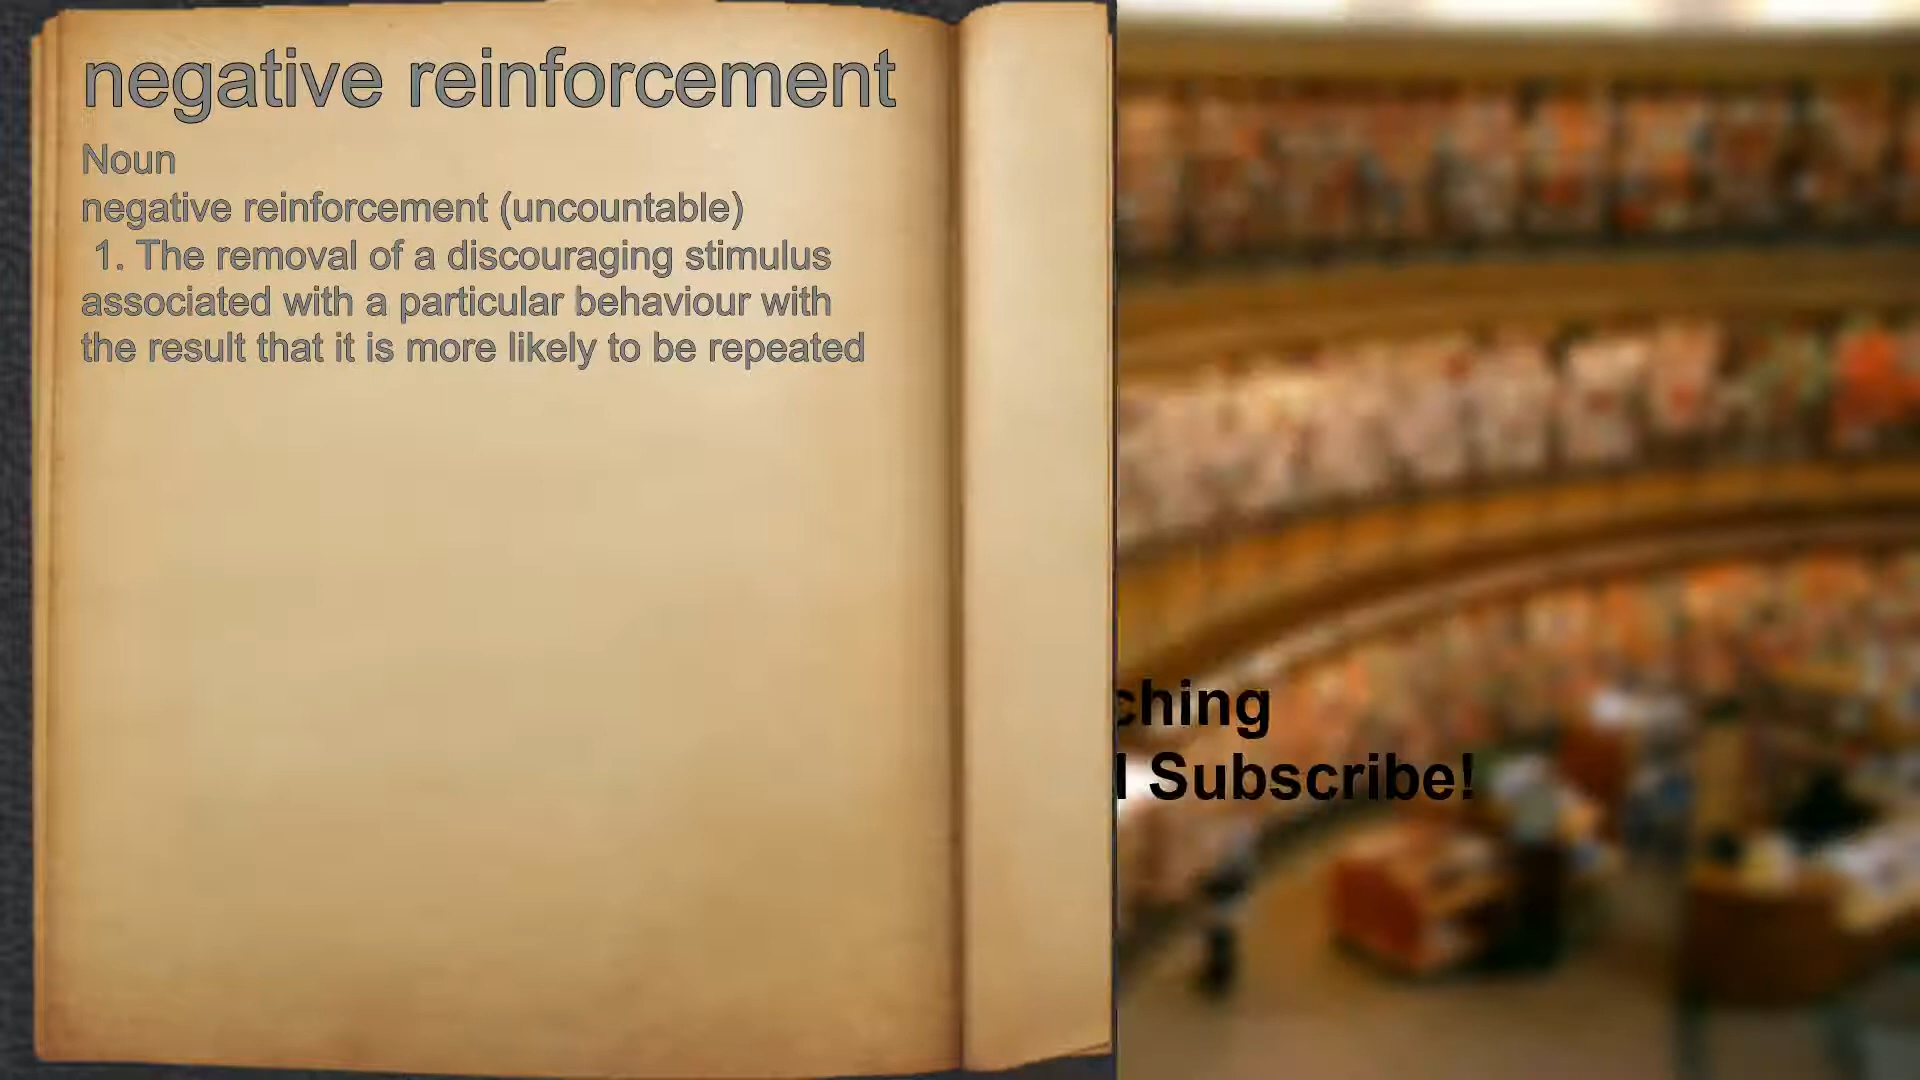 negative reinforcement
Noun
negative reinforcement (uncountable)
1. The removal of a discouraging stimulus
associated with a particular behaviour with
the result that it is more likely to be repeated
ching
Subscribe!